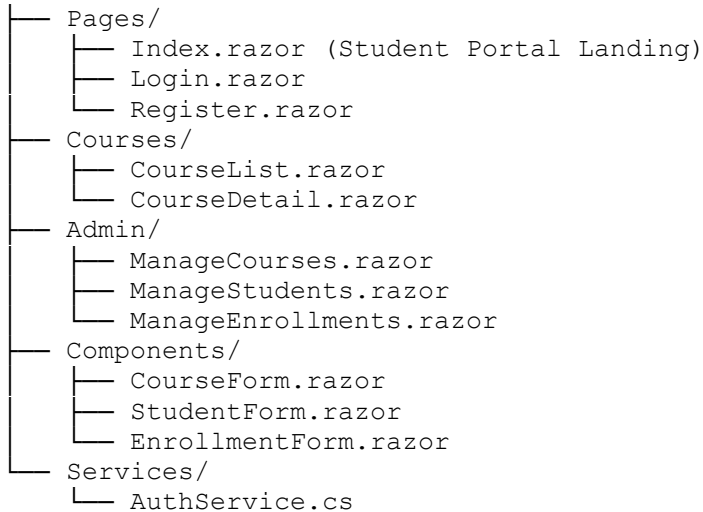 ├── Pages/
│   ├── Index.razor (Student Portal Landing)
│   ├── Login.razor
│   └── Register.razor
├── Courses/
│   ├── CourseList.razor
│   └── CourseDetail.razor
├── Admin/
│   ├── ManageCourses.razor
│   ├── ManageStudents.razor
│   └── ManageEnrollments.razor
├── Components/
│   ├── CourseForm.razor
│   ├── StudentForm.razor
│   └── EnrollmentForm.razor
└── Services/
    └── AuthService.cs